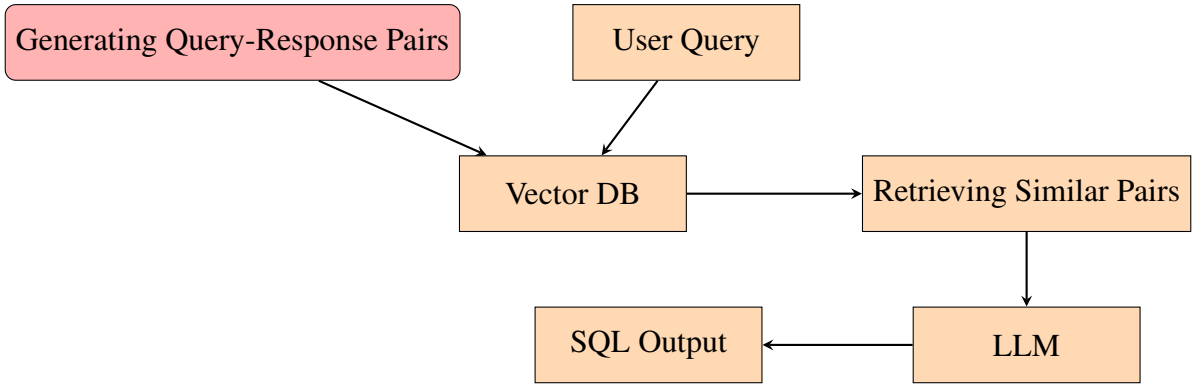 Generating Query-Response Pairs
User Query
Vector DB
Retrieving Similar Pairs
SQL Output
LLM